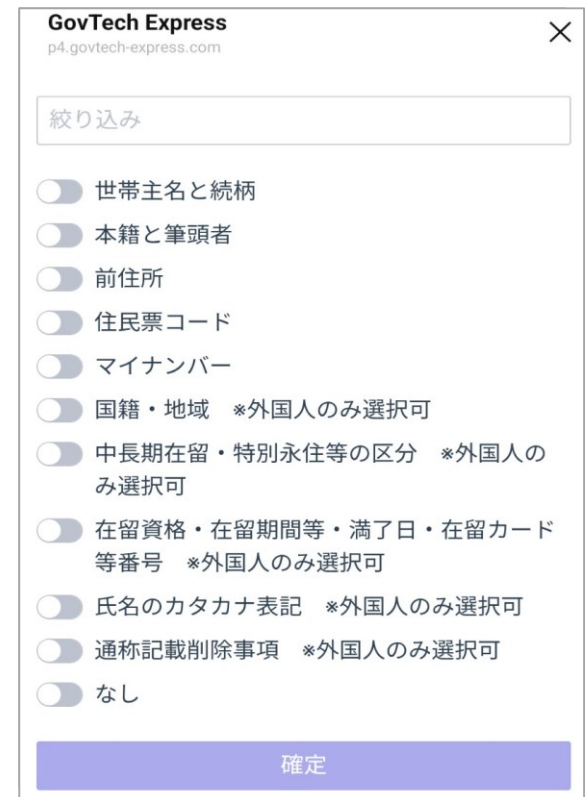 GovTech Express
p4.govtech-express.com
絞り込み
世帯主名と続柄
本籍と筆頭者
前住所
住民票コード
マイナンバー
国籍・地域　※外国人のみ選択可
中長期在留・特別永住等の区分　※外国人の
み選択可
在留資格・在留期間等・満了日・在留カード
等番号　※外国人のみ選択可
氏名のカタカナ表記　※外国人のみ選択可
通称記載削除事項　※外国人のみ選択可
なし
確定